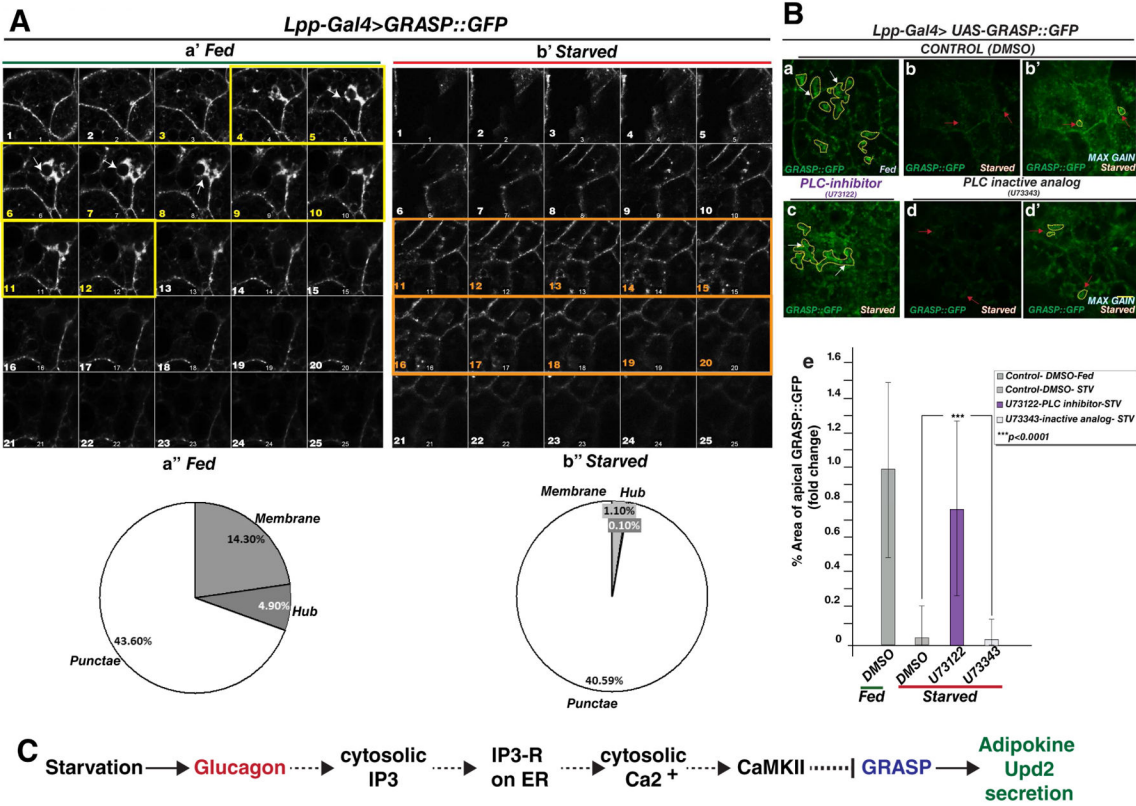 A
Lpp-Gal4>GRASP::GFP
a' Fed
b' Starved
1 2 3 4 5
6 7 8 9 10
11 12 13 14 15
16 17 18 19 20
21 22 23 24 25
1 2 3 4 5
6 7 8 9 10
11 12 13 14 15
16 17 18 19 20
21 22 23 24 25
a" Fed
Membrane
14.30%
4.90%
Hub
43.60%
Punctae
b" Starved
Membrane
Hub
1.10%
0.10%
40.59%
Punctae
B
Lpp-Gal4> UAS-GRASP::GFP
CONTROL (DMSO)
a
GRASP::GFP
Fed
b
GRASP::GFP
Starved
b'
MAX GAIN
GRASP::GFP
Starved
PLC-inhibitor
(U73122)
PLC inactive analog
(U73343)
c
GRASP::GFP
Starved
d
GRASP::GFP
Starved
d'
MAX GAIN
GRASP::GFP
Starved
e
% Area of apical GRASP::GFP
(fold change)
1.6
1.4
1.2
1.0
0.8
0.6
0.4
0.2
0
***
Control- DMSO-Fed
Control-DMSO- STV
U73122-PLC inhibitor-STV
U73343-inactive analog- STV
***p<0.0001
DMSO
DMSO
U73122
U73343
Fed
Starved
C
Starvation
Glucagon
cytosolic
IP3
IP3-R
on ER
cytosolic
Ca2 +
CaMKII
GRASP
Adipokine
Upd2
secretion